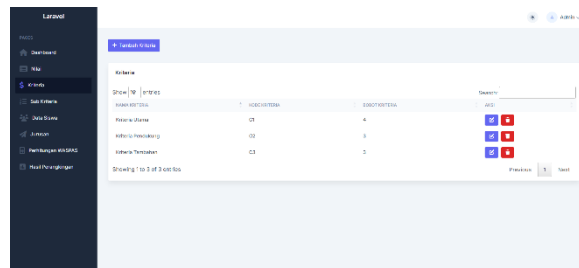 Laravel
Admin
PAGES
Dashboard
Nilai
Kriteria
Sub Kriteria
Data Siswa
Jurusan
Perhitungan WASPAS
Hasil Perangkingan
+ Tambah Kriteria
Kriteria
Show 10 entries
Search:
NAMA KRITERIA KODE KRITERIA BOBOT KRITERIA AKSI
Kriteria Utama C1 4
Kriteria Pendukung C2 3
Kriteria Tambahan C3 3
Showing 1 to 3 of 3 entries
Previous 1 Next